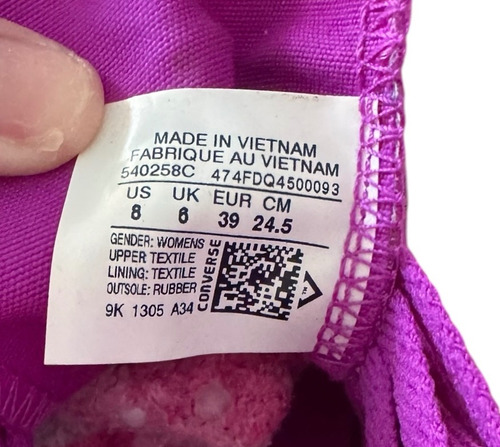 MADE IN VIETNAM
FABRIQUE AU VIETNAM
540258C 474FDQ4500093
US UK EUR CM
8 6 39 24.5
GENDER: WOMENS
UPPER TEXTILE
LINING: TEXTILE
OUTSOLE: RUBBER
CONVERSE
9K 1305 A34